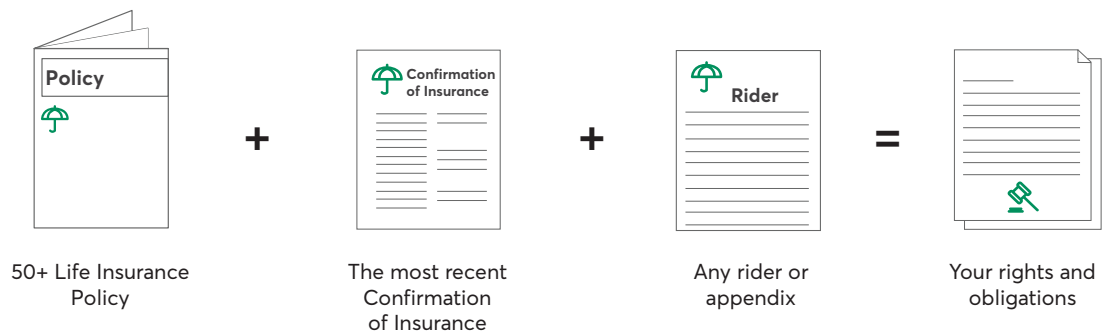 Policy
Confirmation
of Insurance
Rider
+
+
=
50+ Life Insurance
Policy
The most recent
Confirmation
of Insurance
Any rider or
appendix
Your rights and
obligations